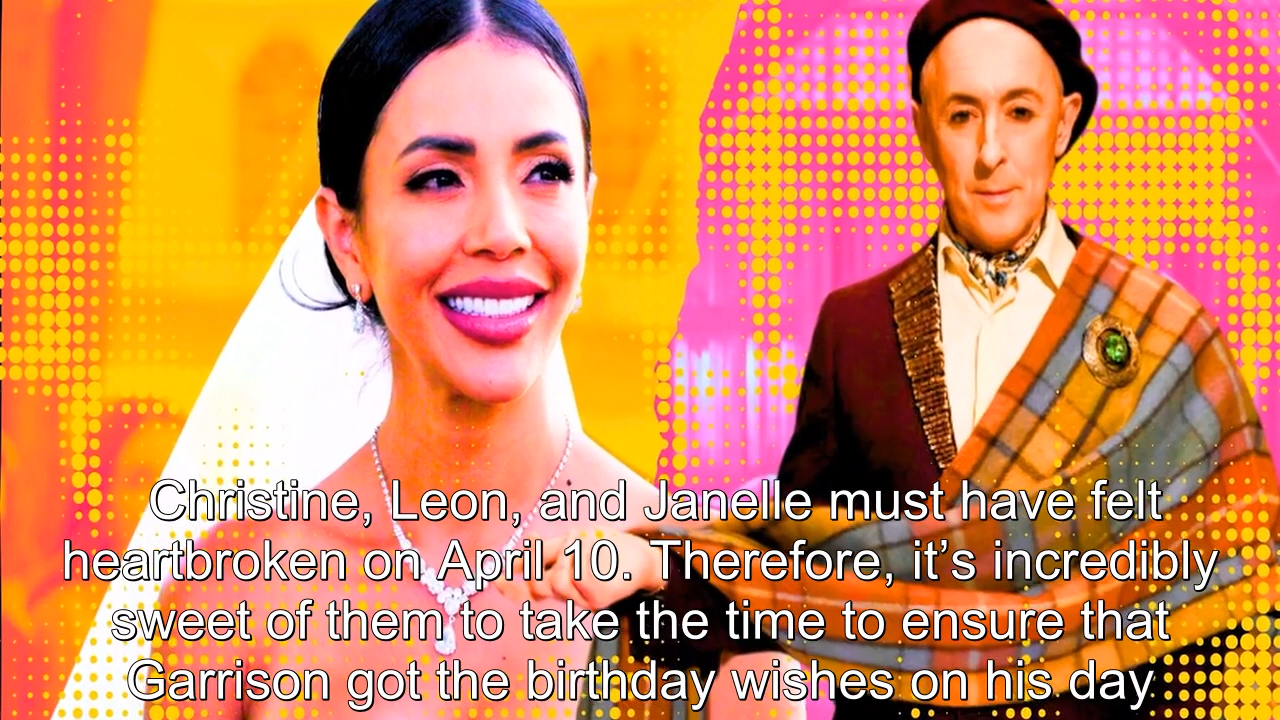 Christine, Leon, and Janelle must have felt
heartbroken on April 10. Therefore, it’s incredibly
sweet of them to take the time to ensure that
Garrison got the birthday wishes on his day